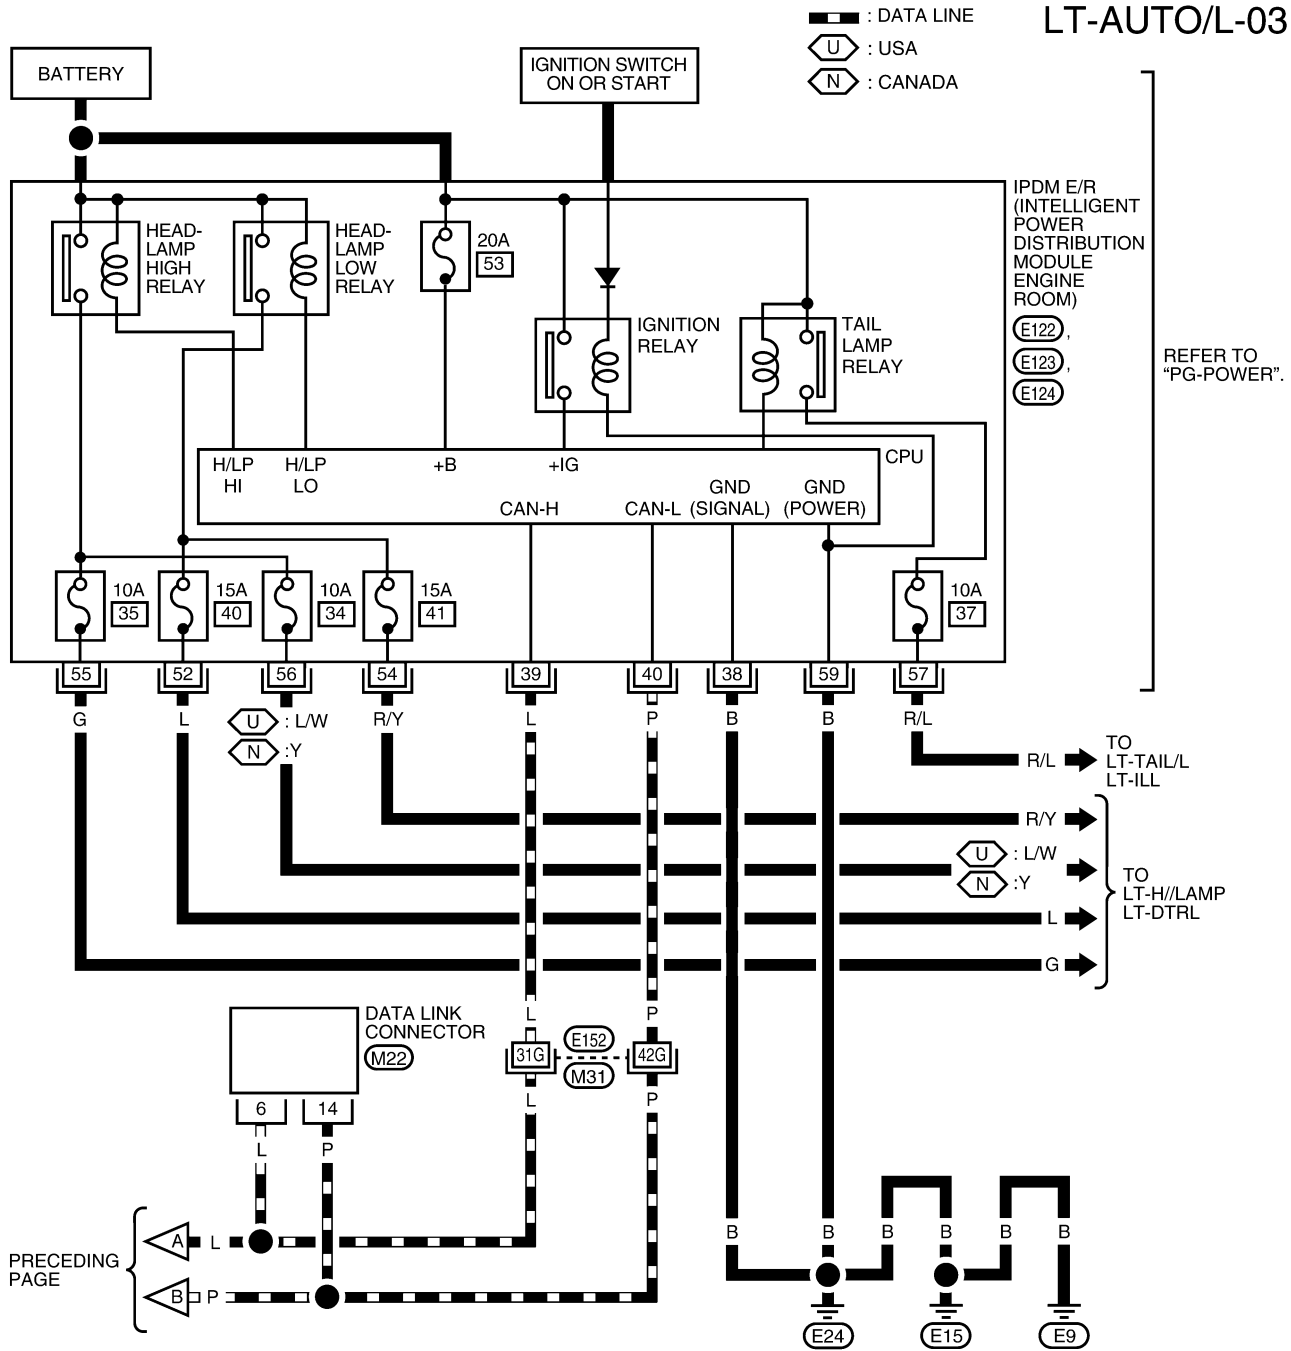 : DATA LINE
LT-AUTO/L-03
U : USA
N : CANADA
BATTERY
IGNITION SWITCH
ON OR START
IPDM E/R
(INTELLIGENT
POWER
DISTRIBUTION
MODULE
ENGINE
ROOM)
E122 ,
E123 ,
E124
REFER TO
“PG-POWER”.
HEAD-
LAMP
HIGH
RELAY
HEAD-
LAMP
LOW
RELAY
20A
53
IGNITION
RELAY
TAIL
LAMP
RELAY
CPU
H/LP
HI
H/LP
LO
+B
+IG
CAN-H
CAN-L
GND
(SIGNAL)
GND
(POWER)
10A
35
15A
40
10A
34
15A
41
10A
37
55
52
56
54
39
40
38
59
57
G
L
U : L/W
N :Y
R/Y
L
P
B
B
R/L
R/L
TO
LT-TAIL/L
LT-ILL
R/Y
U : L/W
N :Y
L
G
TO
LT-H//LAMP
LT-DTRL
DATA LINK
CONNECTOR
M22
6
14
L
P
L
P
31G
E152
M31
42G
L
P
PRECEDING
PAGE
A L
B P
B
B
B
B
B
B
E24
E15
E9